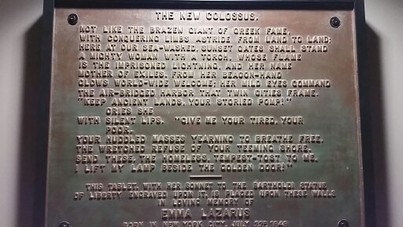 THE NEW COLOSSUS.
NOT LIKE THE BRAZEN GIANT OF GREEK FAME,
WITH CONQUERING LIMBS ASTRIDE FROM LAND TO LAND;
HERE AT OUR SEA-WASHED, SUNSET GATES SHALL STAND
A MIGHTY WOMAN WITH A TORCH, WHOSE FLAME
IS THE IMPRISONED LIGHTNING, AND HER NAME
MOTHER OF EXILES. FROM HER BEACON-HAND
GLOWS WORLD-WIDE WELCOME; HER MILD EYES COMMAND
THE AIR-BRIDGED HARBOR THAT TWIN CITIES FRAME.
"KEEP ANCIENT LANDS, YOUR STORIED POMP!"
CRIES SHE
WITH SILENT LIPS. "GIVE ME YOUR TIRED, YOUR
POOR,
YOUR HUDDLED MASSES YEARNING TO BREATHE FREE,
THE WRETCHED REFUSE OF YOUR TEEMING SHORE.
SEND THESE, THE HOMELESS, TEMPEST-TOST TO ME,
I LIFT MY LAMP BESIDE THE GOLDEN DOOR!"
THIS TABLET, WITH HER SONNET TO THE BARTHOLDI STATUE
OF LIBERTY ENGRAVED UPON IT, IS PLACED UPON THESE WALLS
IN LOVING MEMORY OF
EMMA LAZARUS
BORN IN NEW YORK CITY, JULY 22D, 1849